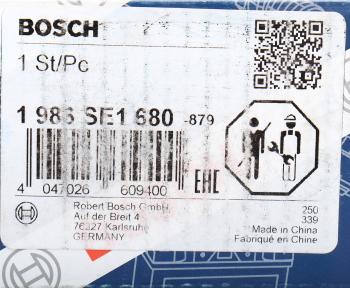 BOSCH
1 St/Pc
1 986 SE1 680 -879
4 047026 609400
EAC
Robert Bosch GmbH
Auf der Breit 4
76227 Karlsruhe
GERMANY
250
339
Made in China
Fabriqué en Chine